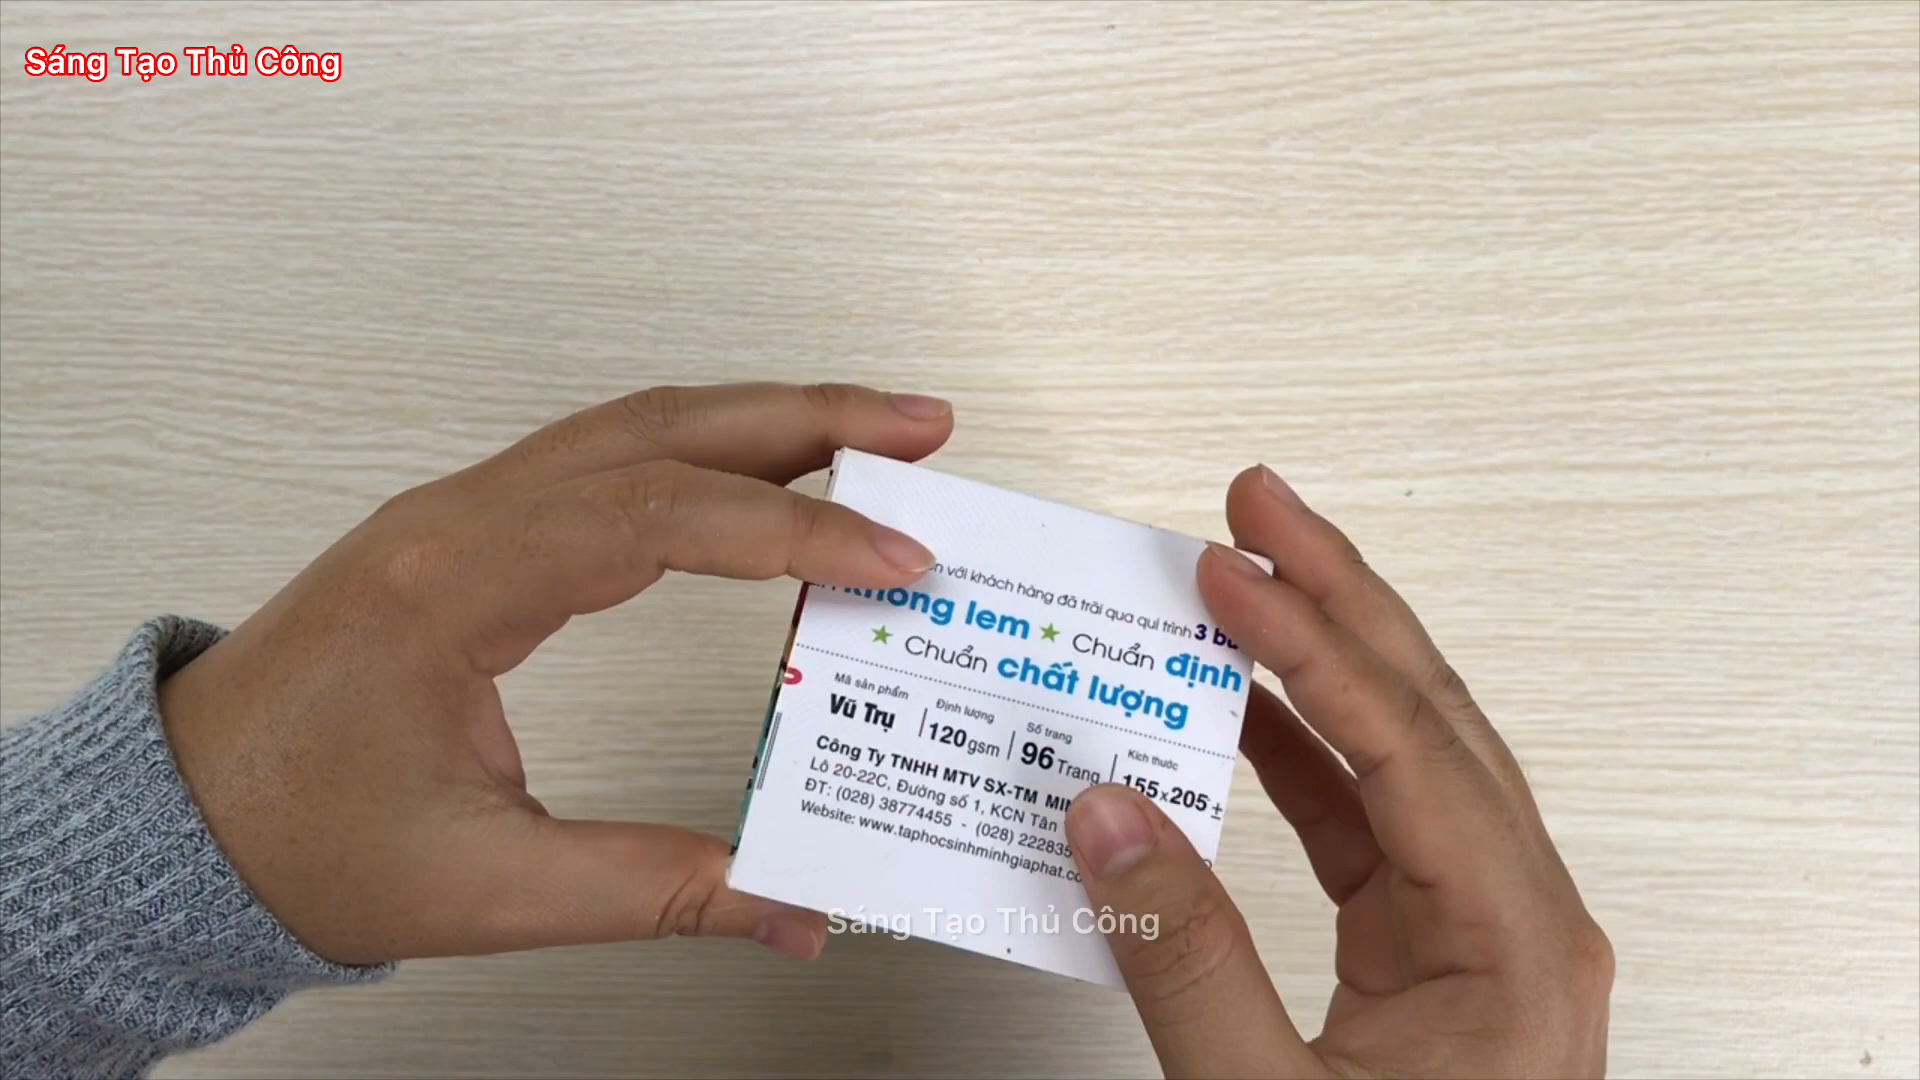 Sáng Tạo Thủ Công
với khách hàng đã trải qua qui trình 3
không lem ★ Chuẩn định
★ Chuẩn chất lượng
Mã sản phẩm Định lượng Số trang Kích thước
Vũ Trụ 120gsm 96 Trang 155x205 ±
Công Ty TNHH MTV SX-TM
Lô 20-22C, Đường số 1, KCN Tân
ĐT: (028) 38774455 - (028) 222835
Website: www.taphocsinhminhgiaphat.co
Sáng Tạo Thủ Công